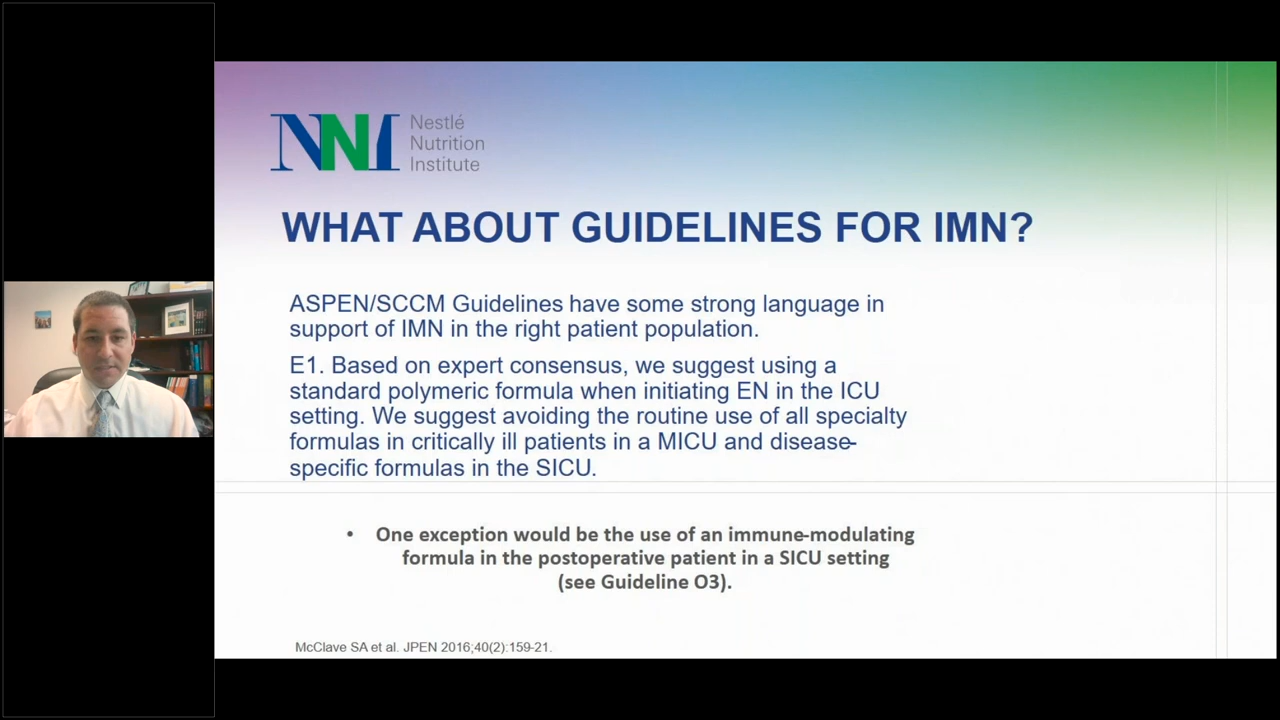 NNI Nestlé
Nutrition
Institute
WHAT ABOUT GUIDELINES FOR IMN?
ASPEN/SCCM Guidelines have some strong language in
support of IMN in the right patient population.
E1. Based on expert consensus, we suggest using a
standard polymeric formula when initiating EN in the ICU
setting. We suggest avoiding the routine use of all specialty
formulas in critically ill patients in a MICU and disease-
specific formulas in the SICU.
• One exception would be the use of an immune-modulating
formula in the postoperative patient in a SICU setting
(see Guideline O3).
McClave SA et al. JPEN 2016;40(2):159-21.